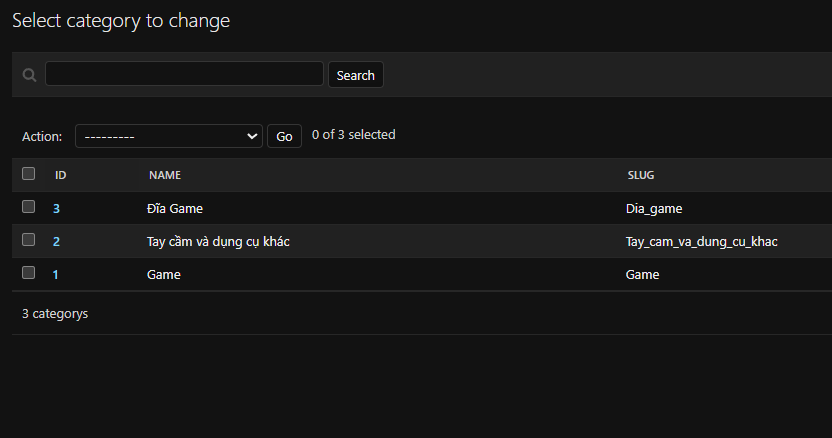 Select category to change
Search
Action: --------- Go 0 of 3 selected
ID NAME SLUG
3 Đĩa Game Dia_game
2 Tay cầm và dụng cụ khác Tay_cam_va_dung_cu_khac
1 Game Game
3 categorys